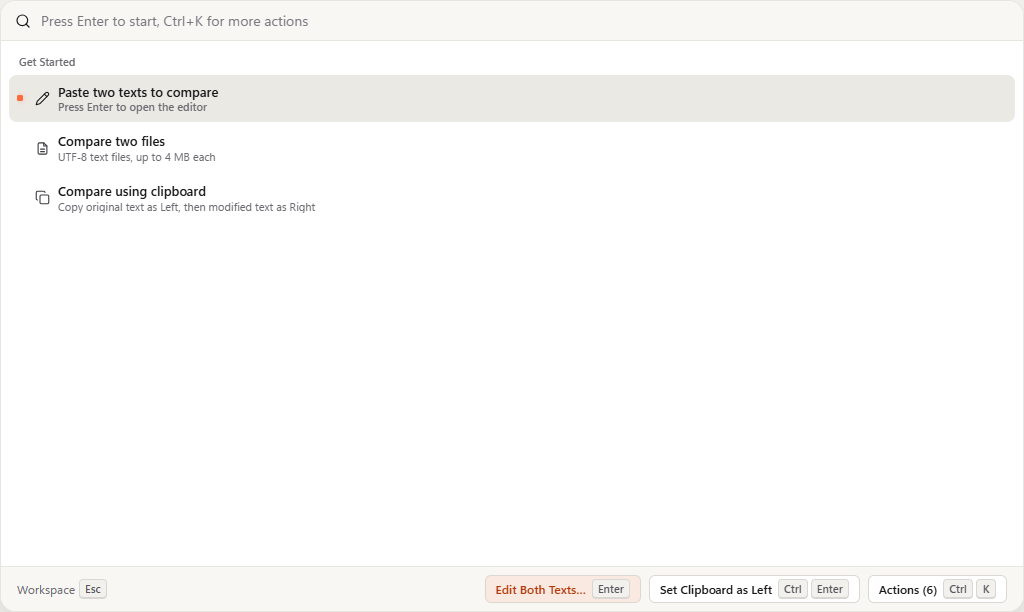 Press Enter to start, Ctrl+K for more actions
Get Started
Paste two texts to compare
Press Enter to open the editor
Compare two files
UTF-8 text files, up to 4 MB each
Compare using clipboard
Copy original text as Left, then modified text as Right
Workspace Esc Edit Both Texts... Enter Set Clipboard as Left Ctrl Enter Actions (6) Ctrl K